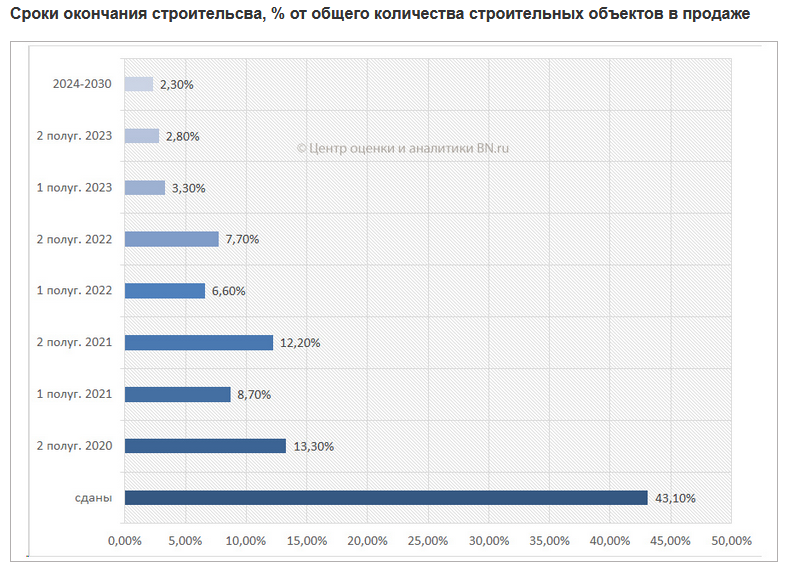 Сроки окончания строительсва, % от общего количества строительных объектов в продаже
2024-2030 2,30%
2 полуг. 2023 2,80%
© Центр оценки и аналитики BN.ru
1 полуг. 2023 3,30%
2 полуг. 2022 7,70%
1 полуг. 2022 6,60%
2 полуг. 2021 12,20%
1 полуг. 2021 8,70%
2 полуг. 2020 13,30%
сданы 43,10%
0,00% 5,00% 10,00% 15,00% 20,00% 25,00% 30,00% 35,00% 40,00% 45,00% 50,00%